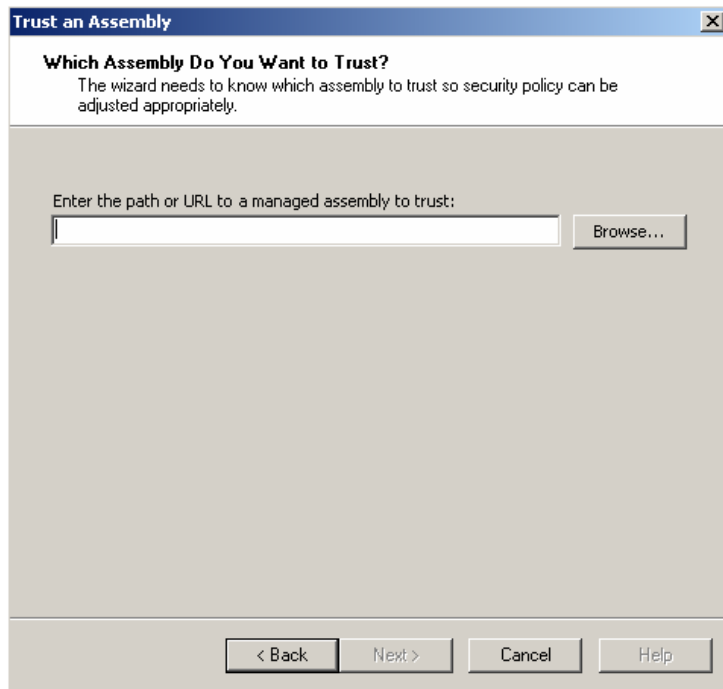 Trust an Assembly
Which Assembly Do You Want to Trust?
The wizard needs to know which assembly to trust so security policy can be
adjusted appropriately.
Enter the path or URL to a managed assembly to trust:
Browse...
< Back
Next >
Cancel
Help